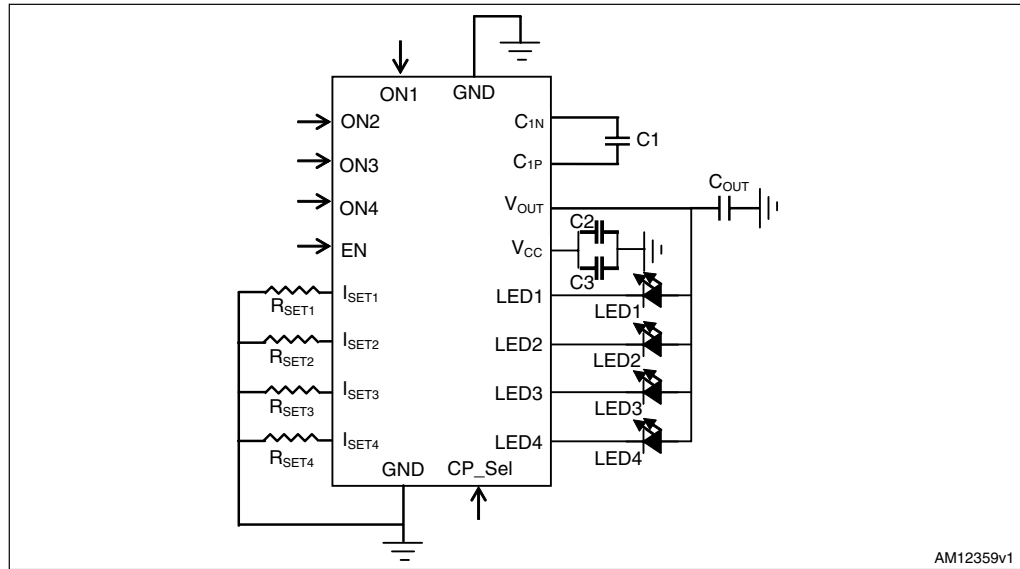 ON1
GND
ON2
C1N
C1
ON3
C1P
ON4
VOUT
COUT
EN
VCC
C2
C3
ISET1
RSET1
LED1
LED1
ISET2
RSET2
LED2
LED2
ISET3
RSET3
LED3
LED3
ISET4
RSET4
LED4
LED4
GND
CP_Sel
AM12359v1